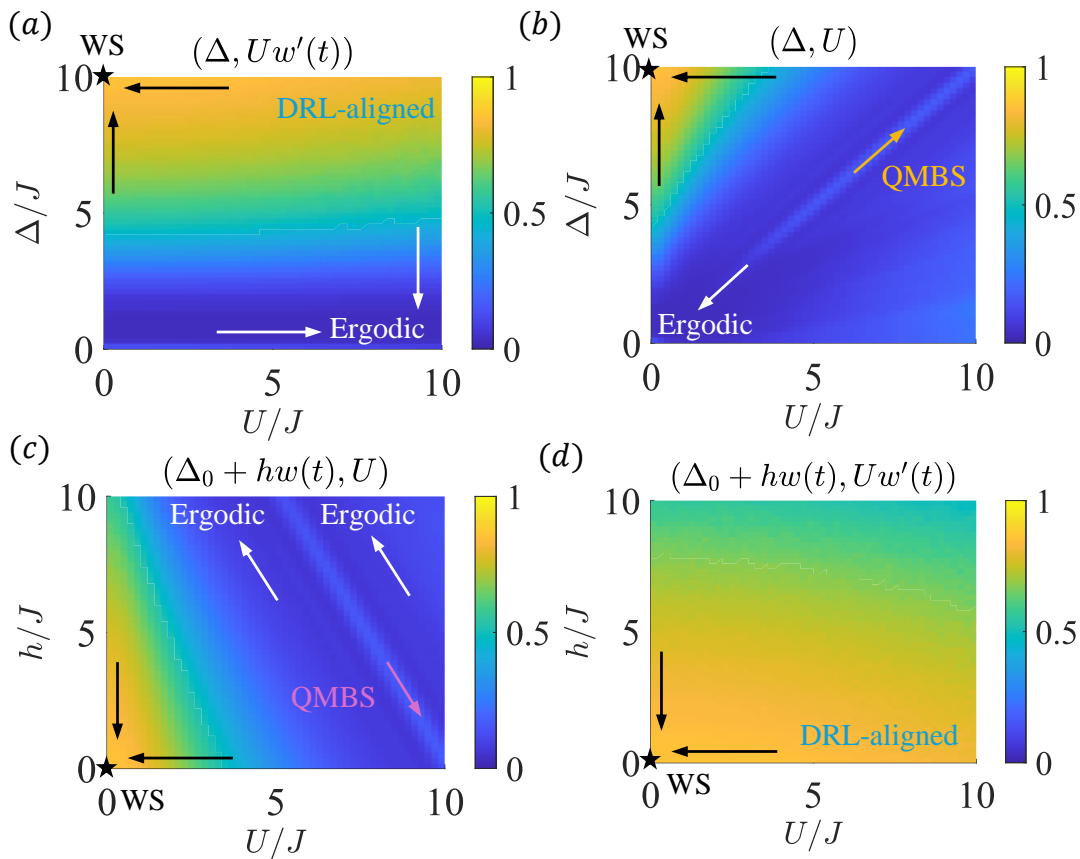 (a)
WS
(Δ, Uw′(t))
10
5
0
Δ/J
DRL-aligned
Ergodic
0
5
10
U/J
1
0.5
0
(b)
WS
(Δ, U)
10
5
0
Δ/J
QMBS
Ergodic
0
5
10
U/J
1
0.5
0
(c)
(Δ₀ + hw(t), U)
10
5
0
h/J
Ergodic
Ergodic
QMBS
WS
0
5
10
U/J
1
0.5
0
(d)
(Δ₀ + hw(t), Uw′(t))
10
5
0
h/J
DRL-aligned
WS
0
5
10
U/J
1
0.5
0